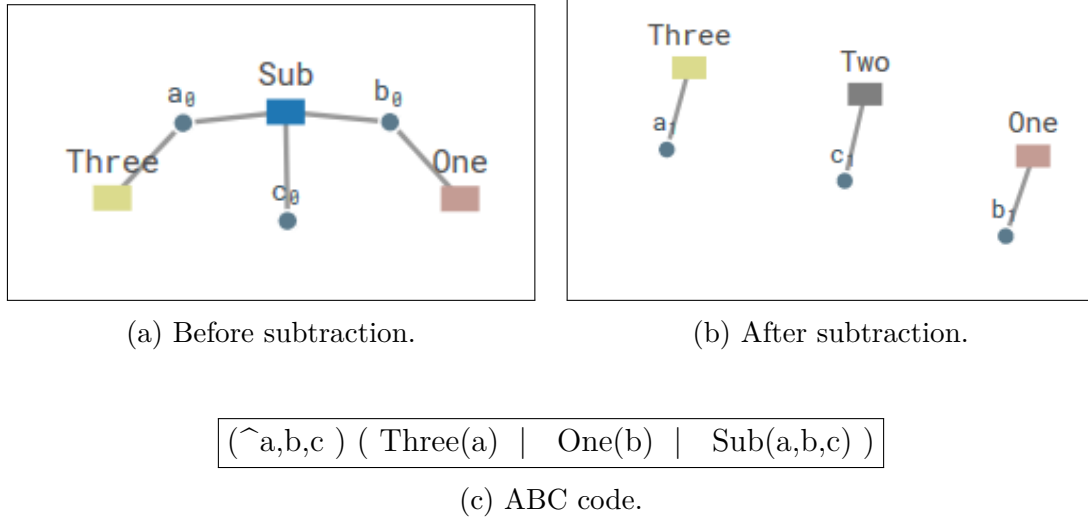 Sub
a₀
b₀
Three
One
c₀
(a) Before subtraction.
Three
Two
a₁
One
c₁
b₁
(b) After subtraction.
(^a,b,c ) ( Three(a) | One(b) | Sub(a,b,c) )
(c) ABC code.